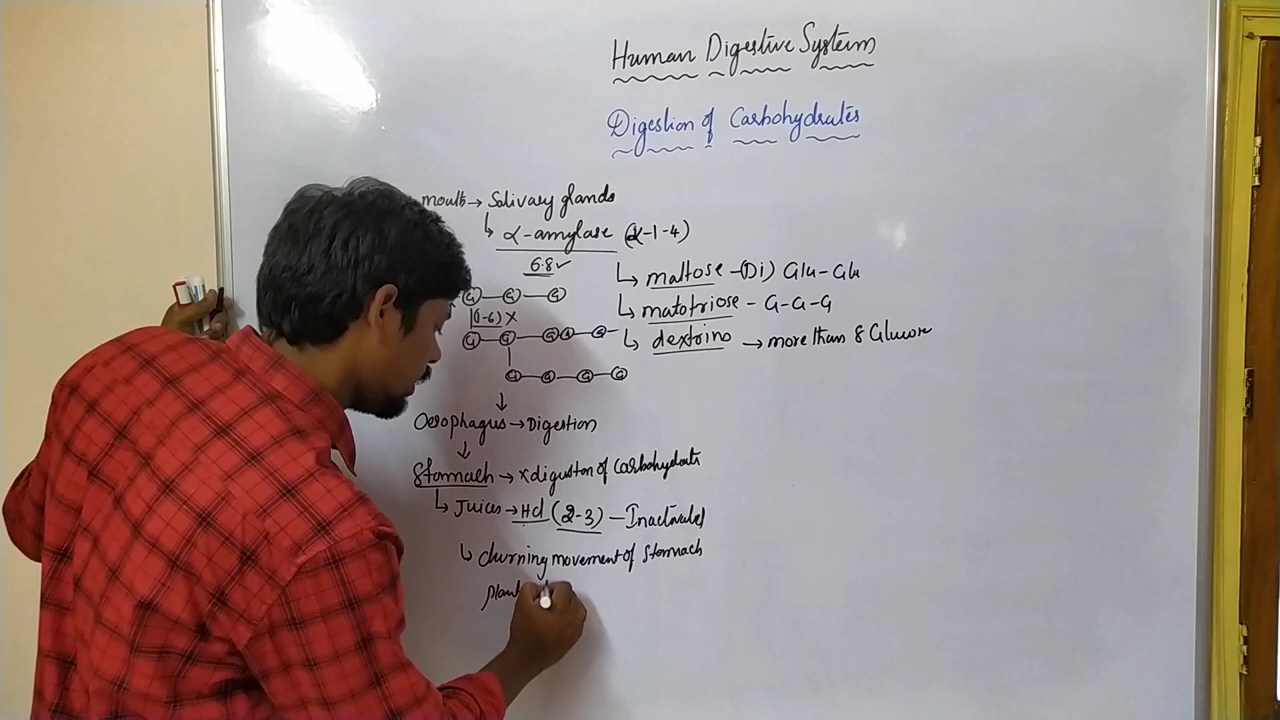 Human Digestive System
Digestion of Carbohydrates
mouth → Salivary glands
↳ α-amylase (α-1-4)
6.8 ✓
↳ maltose -(Di) Glu-Glu
G — G — G
↳ matotriose - G-G-G
(1-6) X
↳ dextrins → more than 8 Glucose
G — G — G G — G -
G — G — G — G
↓
Oesophagus → Digestion
↓
Stomach → x digestion of Carbohydrate
↳ Juices → Hcl (2-3) - Inactivated
↳ churning movement of stomach
plant